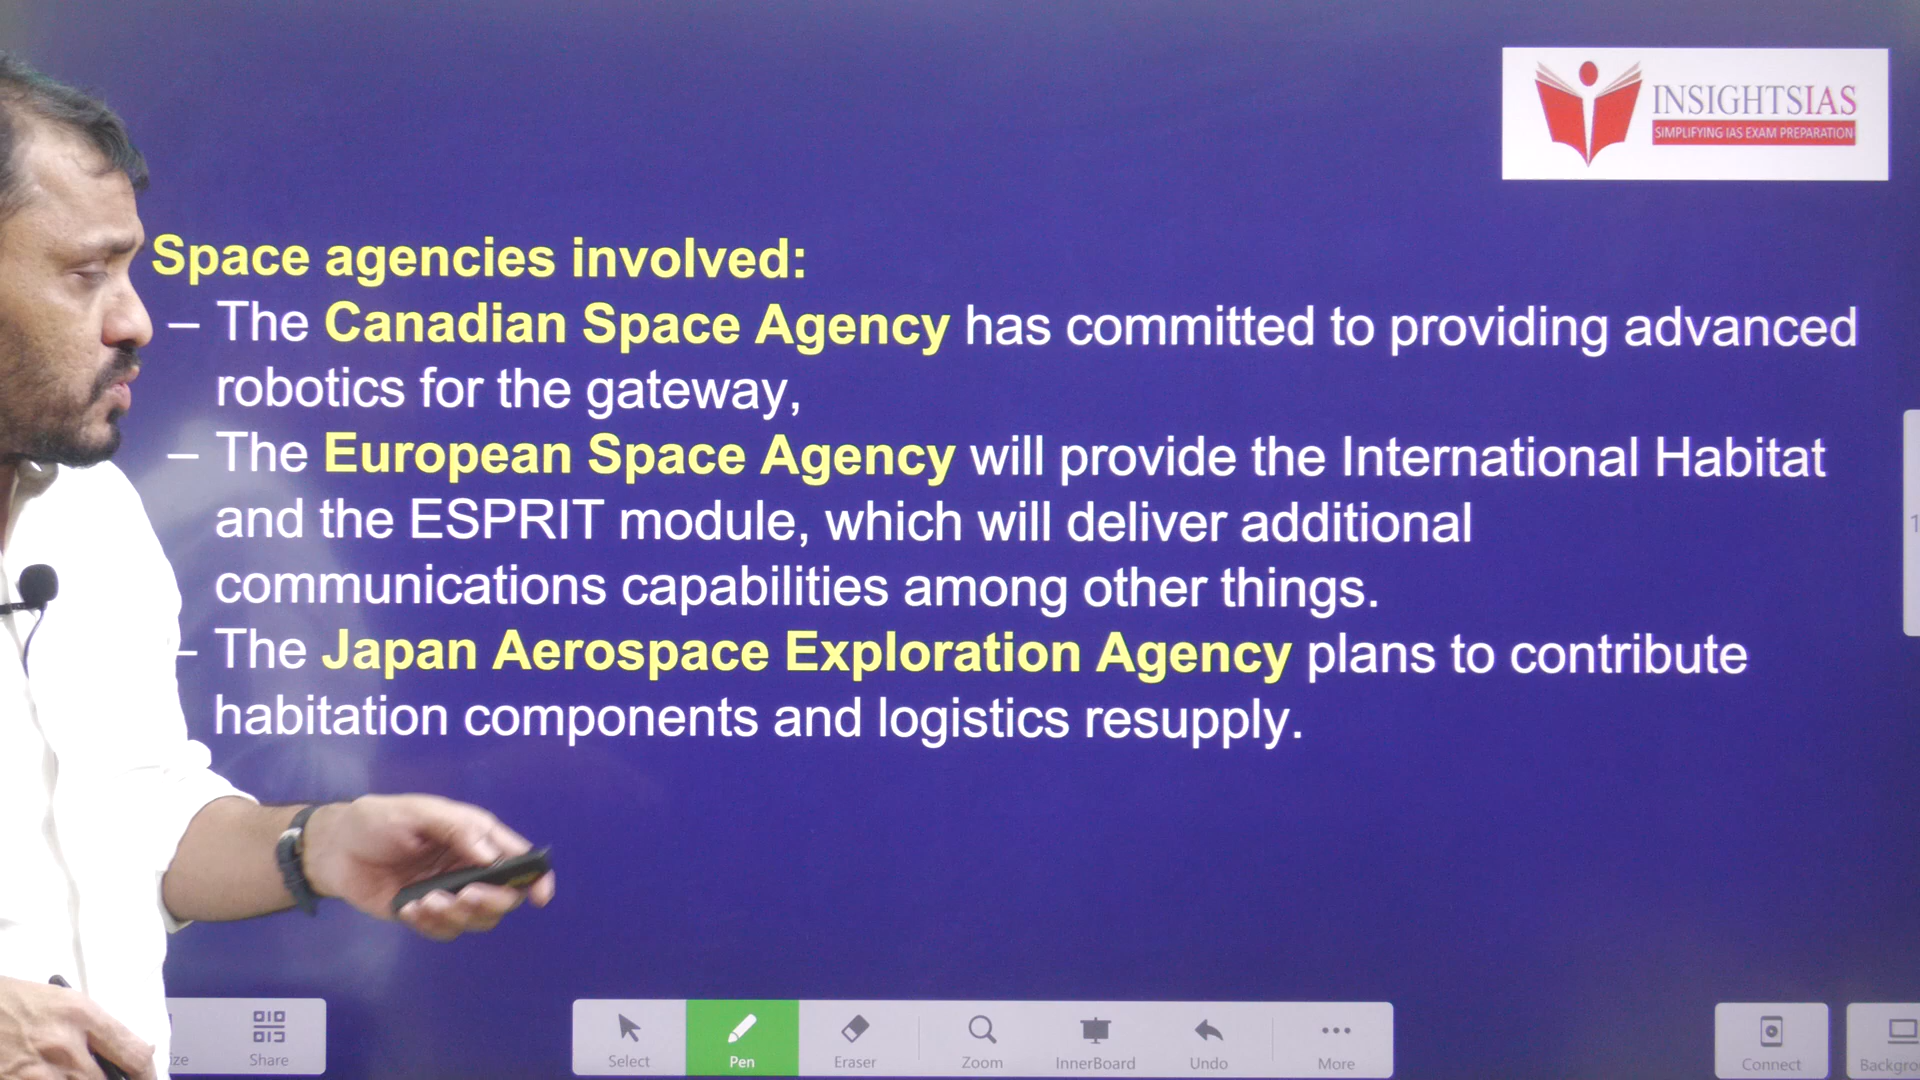 INSIGHTSIAS
SIMPLIFYING IAS EXAM PREPARATION
Space agencies involved:
– The Canadian Space Agency has committed to providing advanced
robotics for the gateway,
– The European Space Agency will provide the International Habitat
and the ESPRIT module, which will deliver additional
communications capabilities among other things.
– The Japan Aerospace Exploration Agency plans to contribute
habitation components and logistics resupply.
Share
Select
Pen
Eraser
Zoom
InnerBoard
Undo
More
Connect